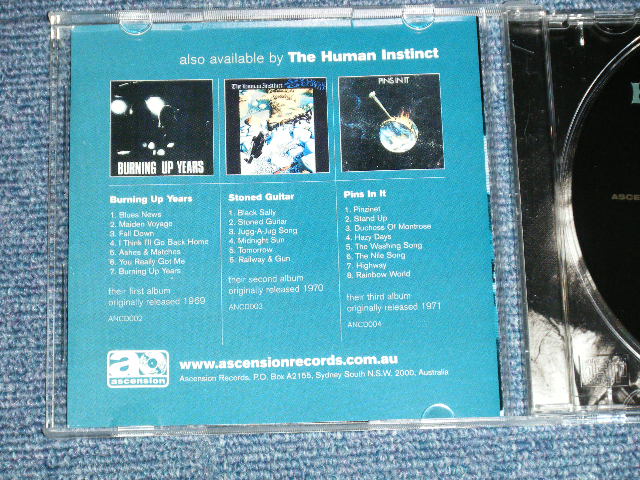 also available by The Human Instinct
BURNING UP YEARS
The Human Instinct
PINS IN IT
Burning Up Years
1. Blues News
2. Maiden Voyage
3. Fall Down
4. I Think I'll Go Back Home
5. Ashes & Matches
6. You Really Got Me
7. Burning Up Years
their first album
originally released 1969
ANCD002
Stoned Guitar
1. Black Sally
2. Stoned Guitar
3. Jugg-A-Jug Song
4. Midnight Sun
5. Tomorrow
6. Railway & Gun
their second album
originally released 1970
ANCD003
Pins In It
1. Pinzinet
2. Stand Up
3. Duchess Of Montrose
4. Hazy Days
5. The Washing Song
6. The Nile Song
7. Highway
8. Rainbow World
their third album
originally released 1971
ANCD004
ascension
www.ascensionrecords.com.au
Ascension Records, P.O. Box A2155, Sydney South N.S.W. 2000, Australia